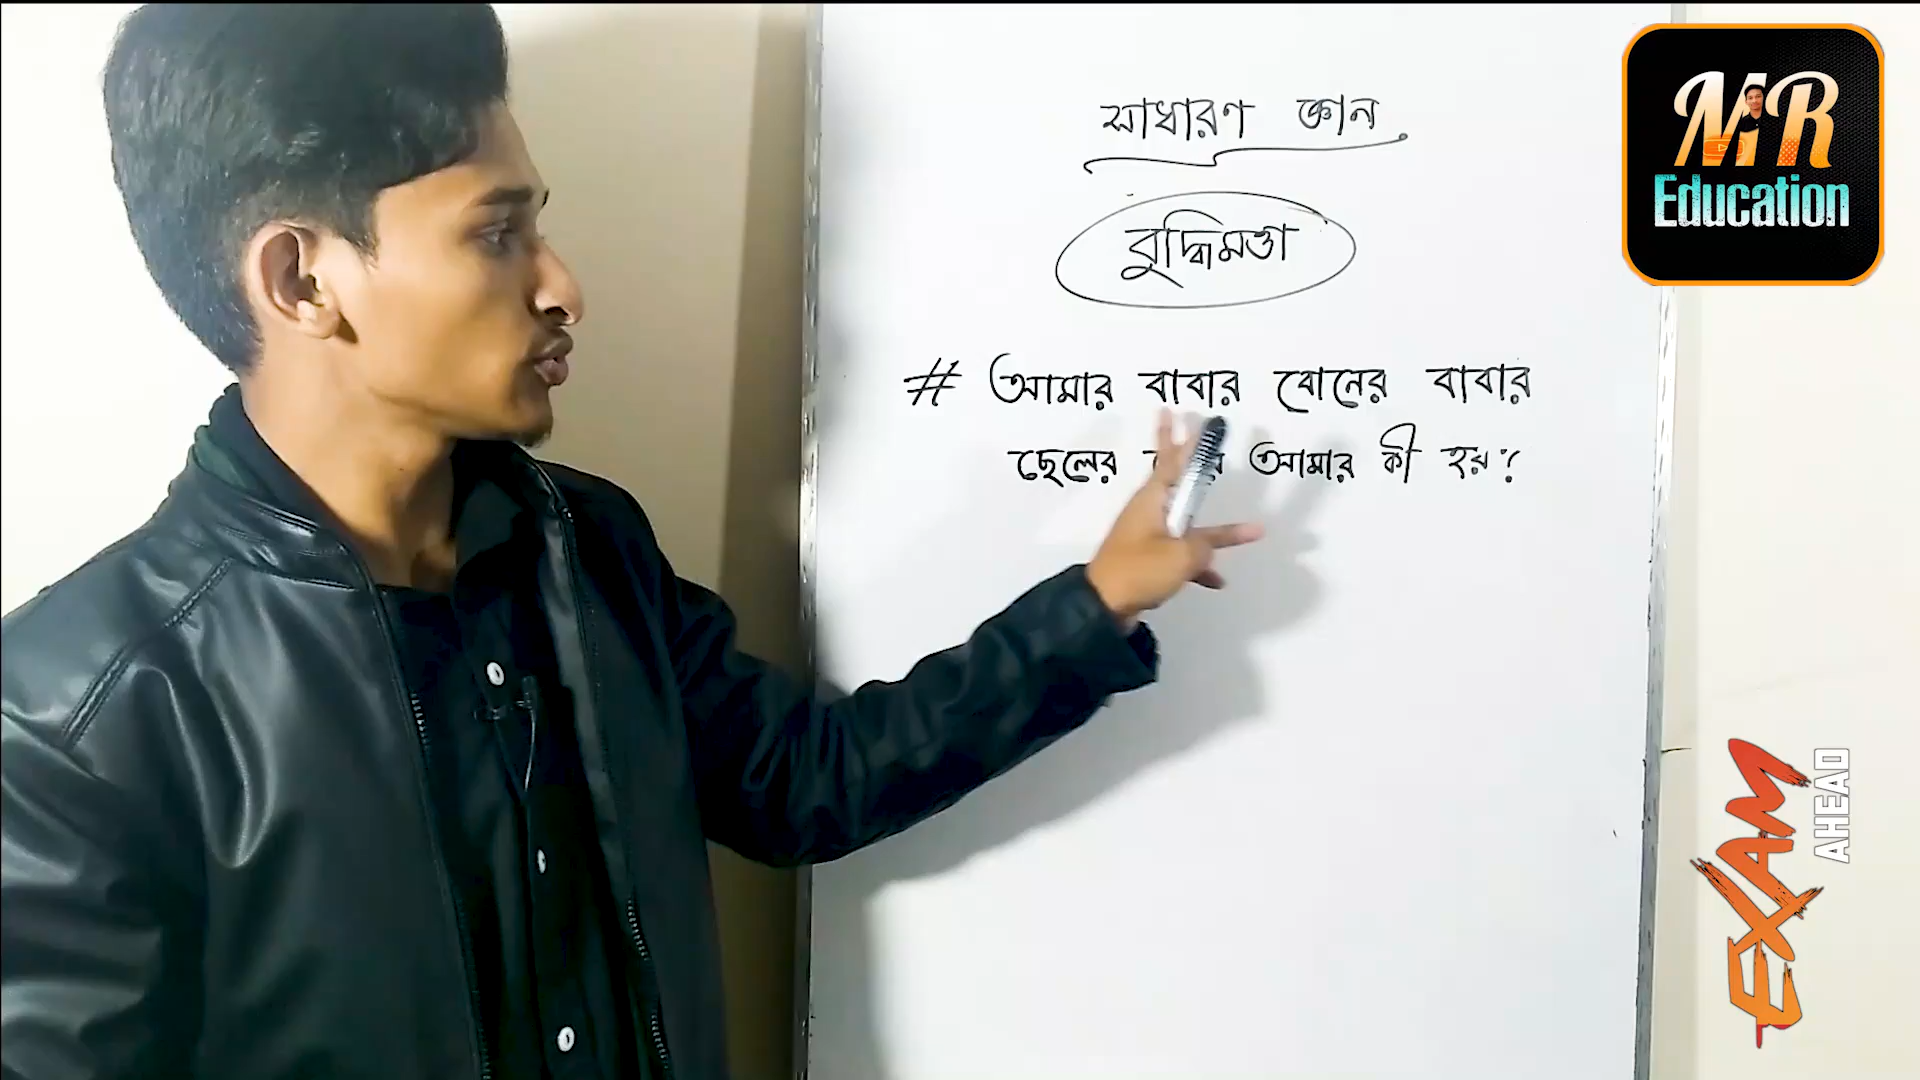 সাধারণ জ্ঞান
বুদ্ধিমত্তা
# আমার বাবার বোনের বাবার
ছেলের আমার কী হয়?
MR
Education
EXAM
AHEAD